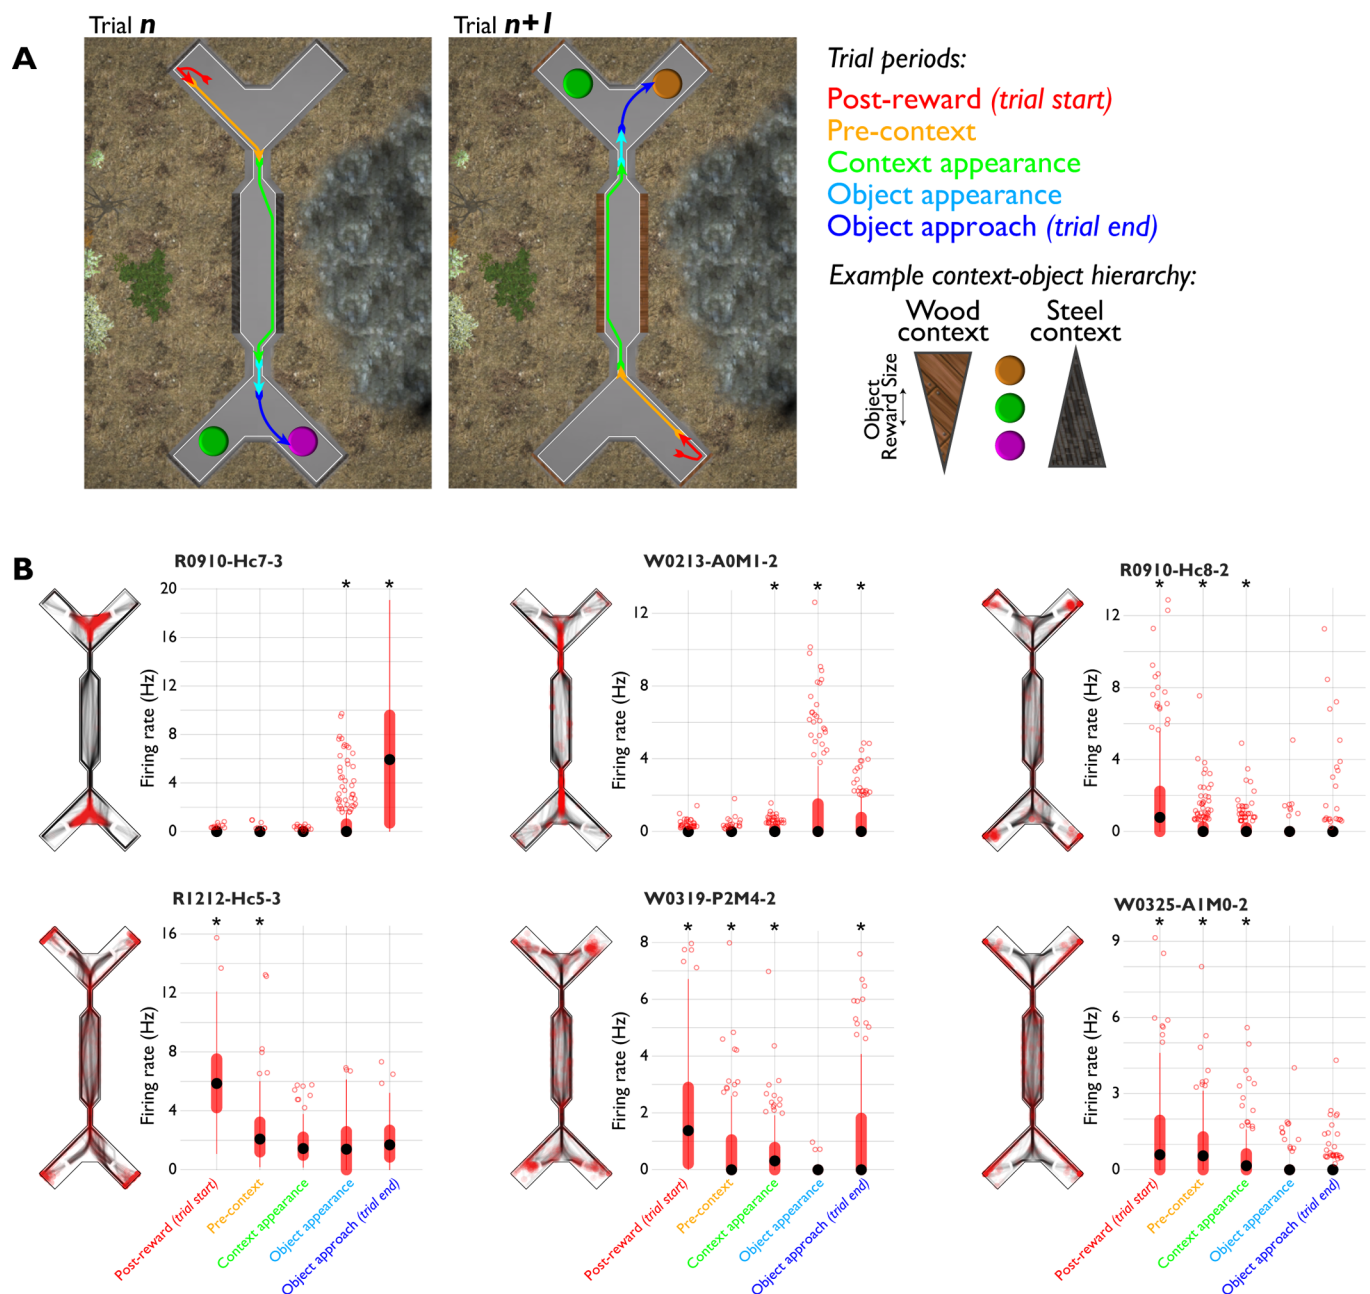 Trial n
Trial n+1
A
Trial periods:
Post-reward (trial start)
Pre-context
Context appearance
Object appearance
Object approach (trial end)
Example context-object hierarchy:
Wood context
Steel context
Object Reward Size
B
R0910-Hc7-3
Firing rate (Hz)
20
16
12
8
4
0
* *
W0213-A0M1-2
Firing rate (Hz)
12
8
4
0
* * *
R0910-Hc8-2
Firing rate (Hz)
12
8
4
0
* * *
R1212-Hc5-3
Firing rate (Hz)
16
12
8
4
0
* *
Post-reward (trial start)
Pre-context
Context appearance
Object appearance
Object approach (trial end)
W0319-P2M4-2
Firing rate (Hz)
8
6
4
2
0
* * * *
Post-reward (trial start)
Pre-context
Context appearance
Object appearance
Object approach (trial end)
W0325-A1M0-2
Firing rate (Hz)
9
6
3
0
* * *
Post-reward (trial start)
Pre-context
Context appearance
Object appearance
Object approach (trial end)